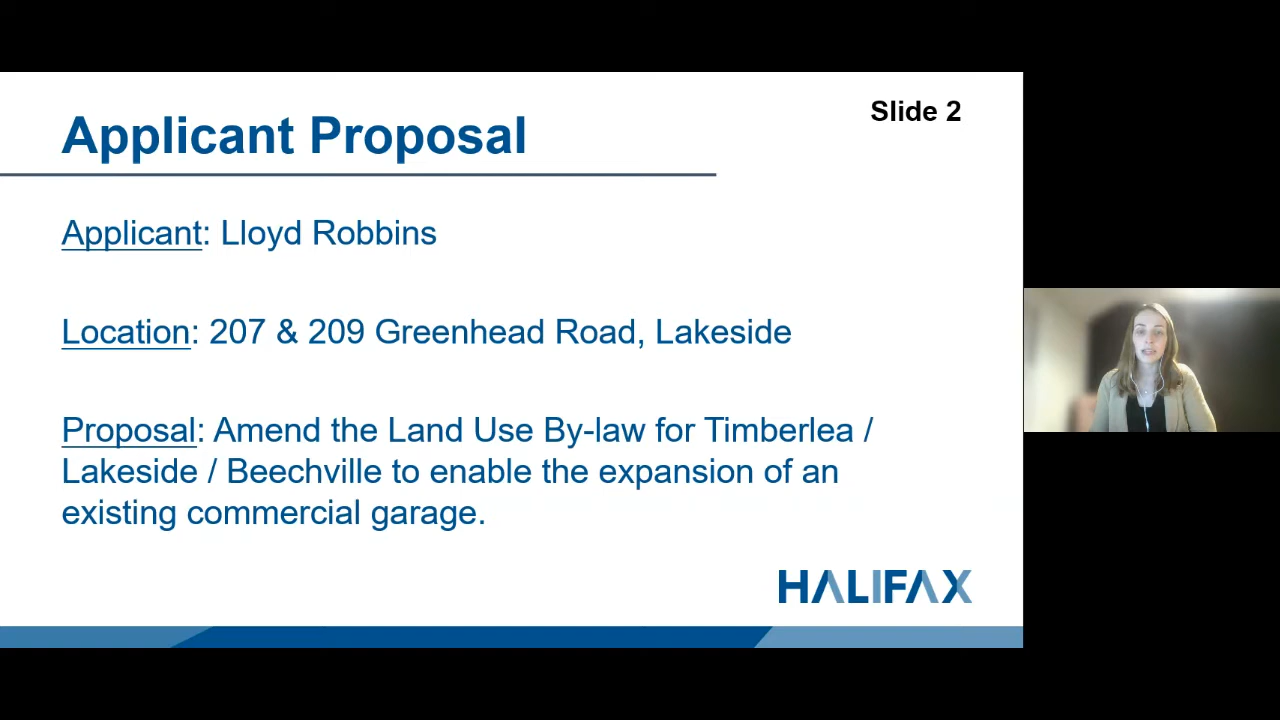 Slide 2
Applicant Proposal
Applicant: Lloyd Robbins
Location: 207 & 209 Greenhead Road, Lakeside
Proposal: Amend the Land Use By-law for Timberlea /
Lakeside / Beechville to enable the expansion of an
existing commercial garage.
HALIFAX